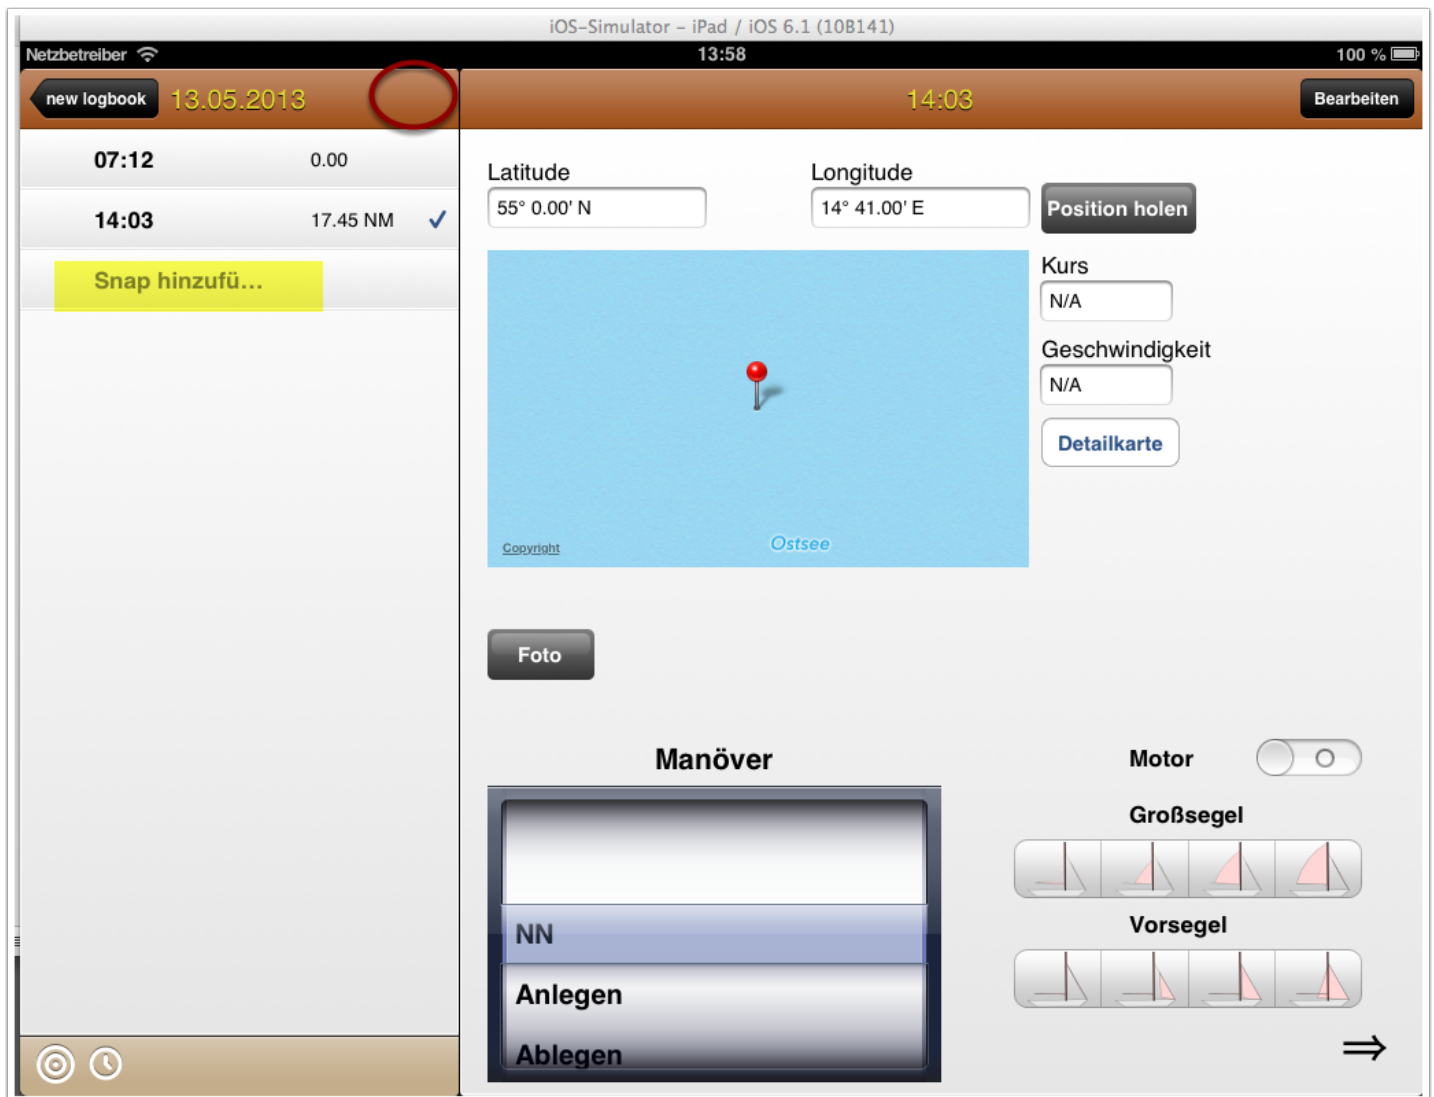 iOS-Simulator – iPad / iOS 6.1 (10B141)
Netzbetreiber 13:58 100 %
new logbook 13.05.2013 14:03 Bearbeiten
07:12 0.00
14:03 17.45 NM
Snap hinzufü...
Latitude Longitude
55° 0.00' N 14° 41.00' E Position holen
Kurs
N/A
Geschwindigkeit
N/A
Detailkarte
Copyright Ostsee
Foto
Manöver
NN
Anlegen
Ablegen
Motor
Großsegel
Vorsegel
⇒